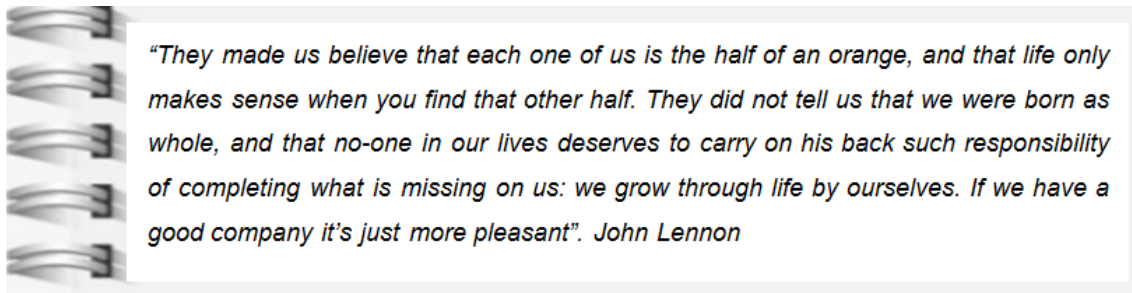 “They made us believe that each one of us is the half of an orange, and that life only
makes sense when you find that other half. They did not tell us that we were born as
whole, and that no-one in our lives deserves to carry on his back such responsibility
of completing what is missing on us: we grow through life by ourselves. If we have a
good company it’s just more pleasant”. John Lennon